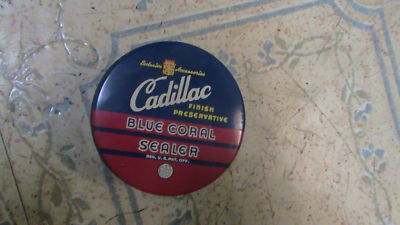 Exclusive Accessories
Cadillac
FINISH
PRESERVATIVE
BLUE CORAL
SEALER
REG. U.S. PAT. OFF.